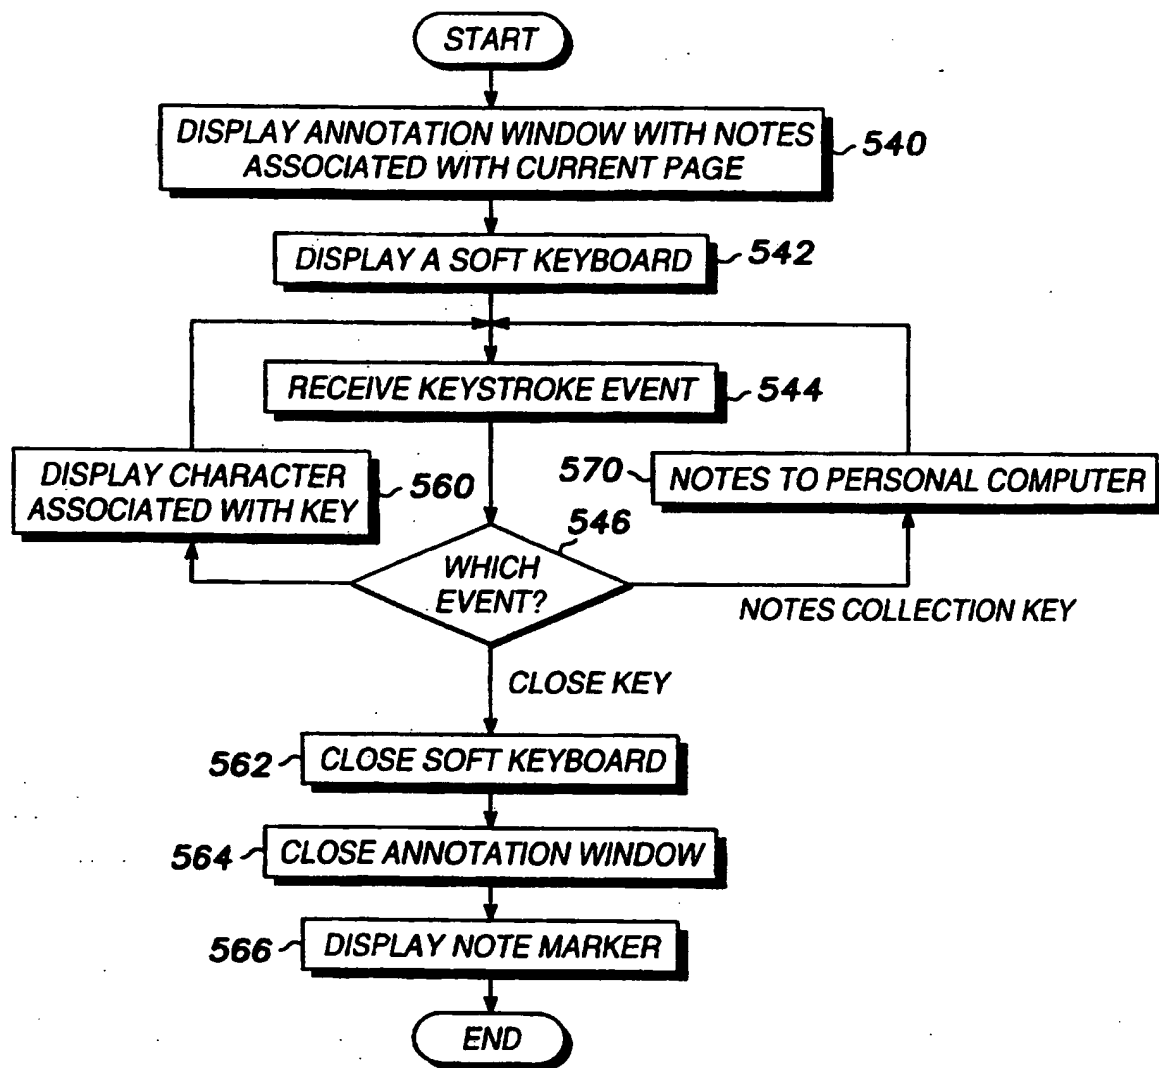 START
DISPLAY ANNOTATION WINDOW WITH NOTES
ASSOCIATED WITH CURRENT PAGE
540
DISPLAY A SOFT KEYBOARD
542
RECEIVE KEYSTROKE EVENT
544
DISPLAY CHARACTER
ASSOCIATED WITH KEY
560
570
NOTES TO PERSONAL COMPUTER
546
WHICH
EVENT?
NOTES COLLECTION KEY
CLOSE KEY
562
CLOSE SOFT KEYBOARD
564
CLOSE ANNOTATION WINDOW
566
DISPLAY NOTE MARKER
END